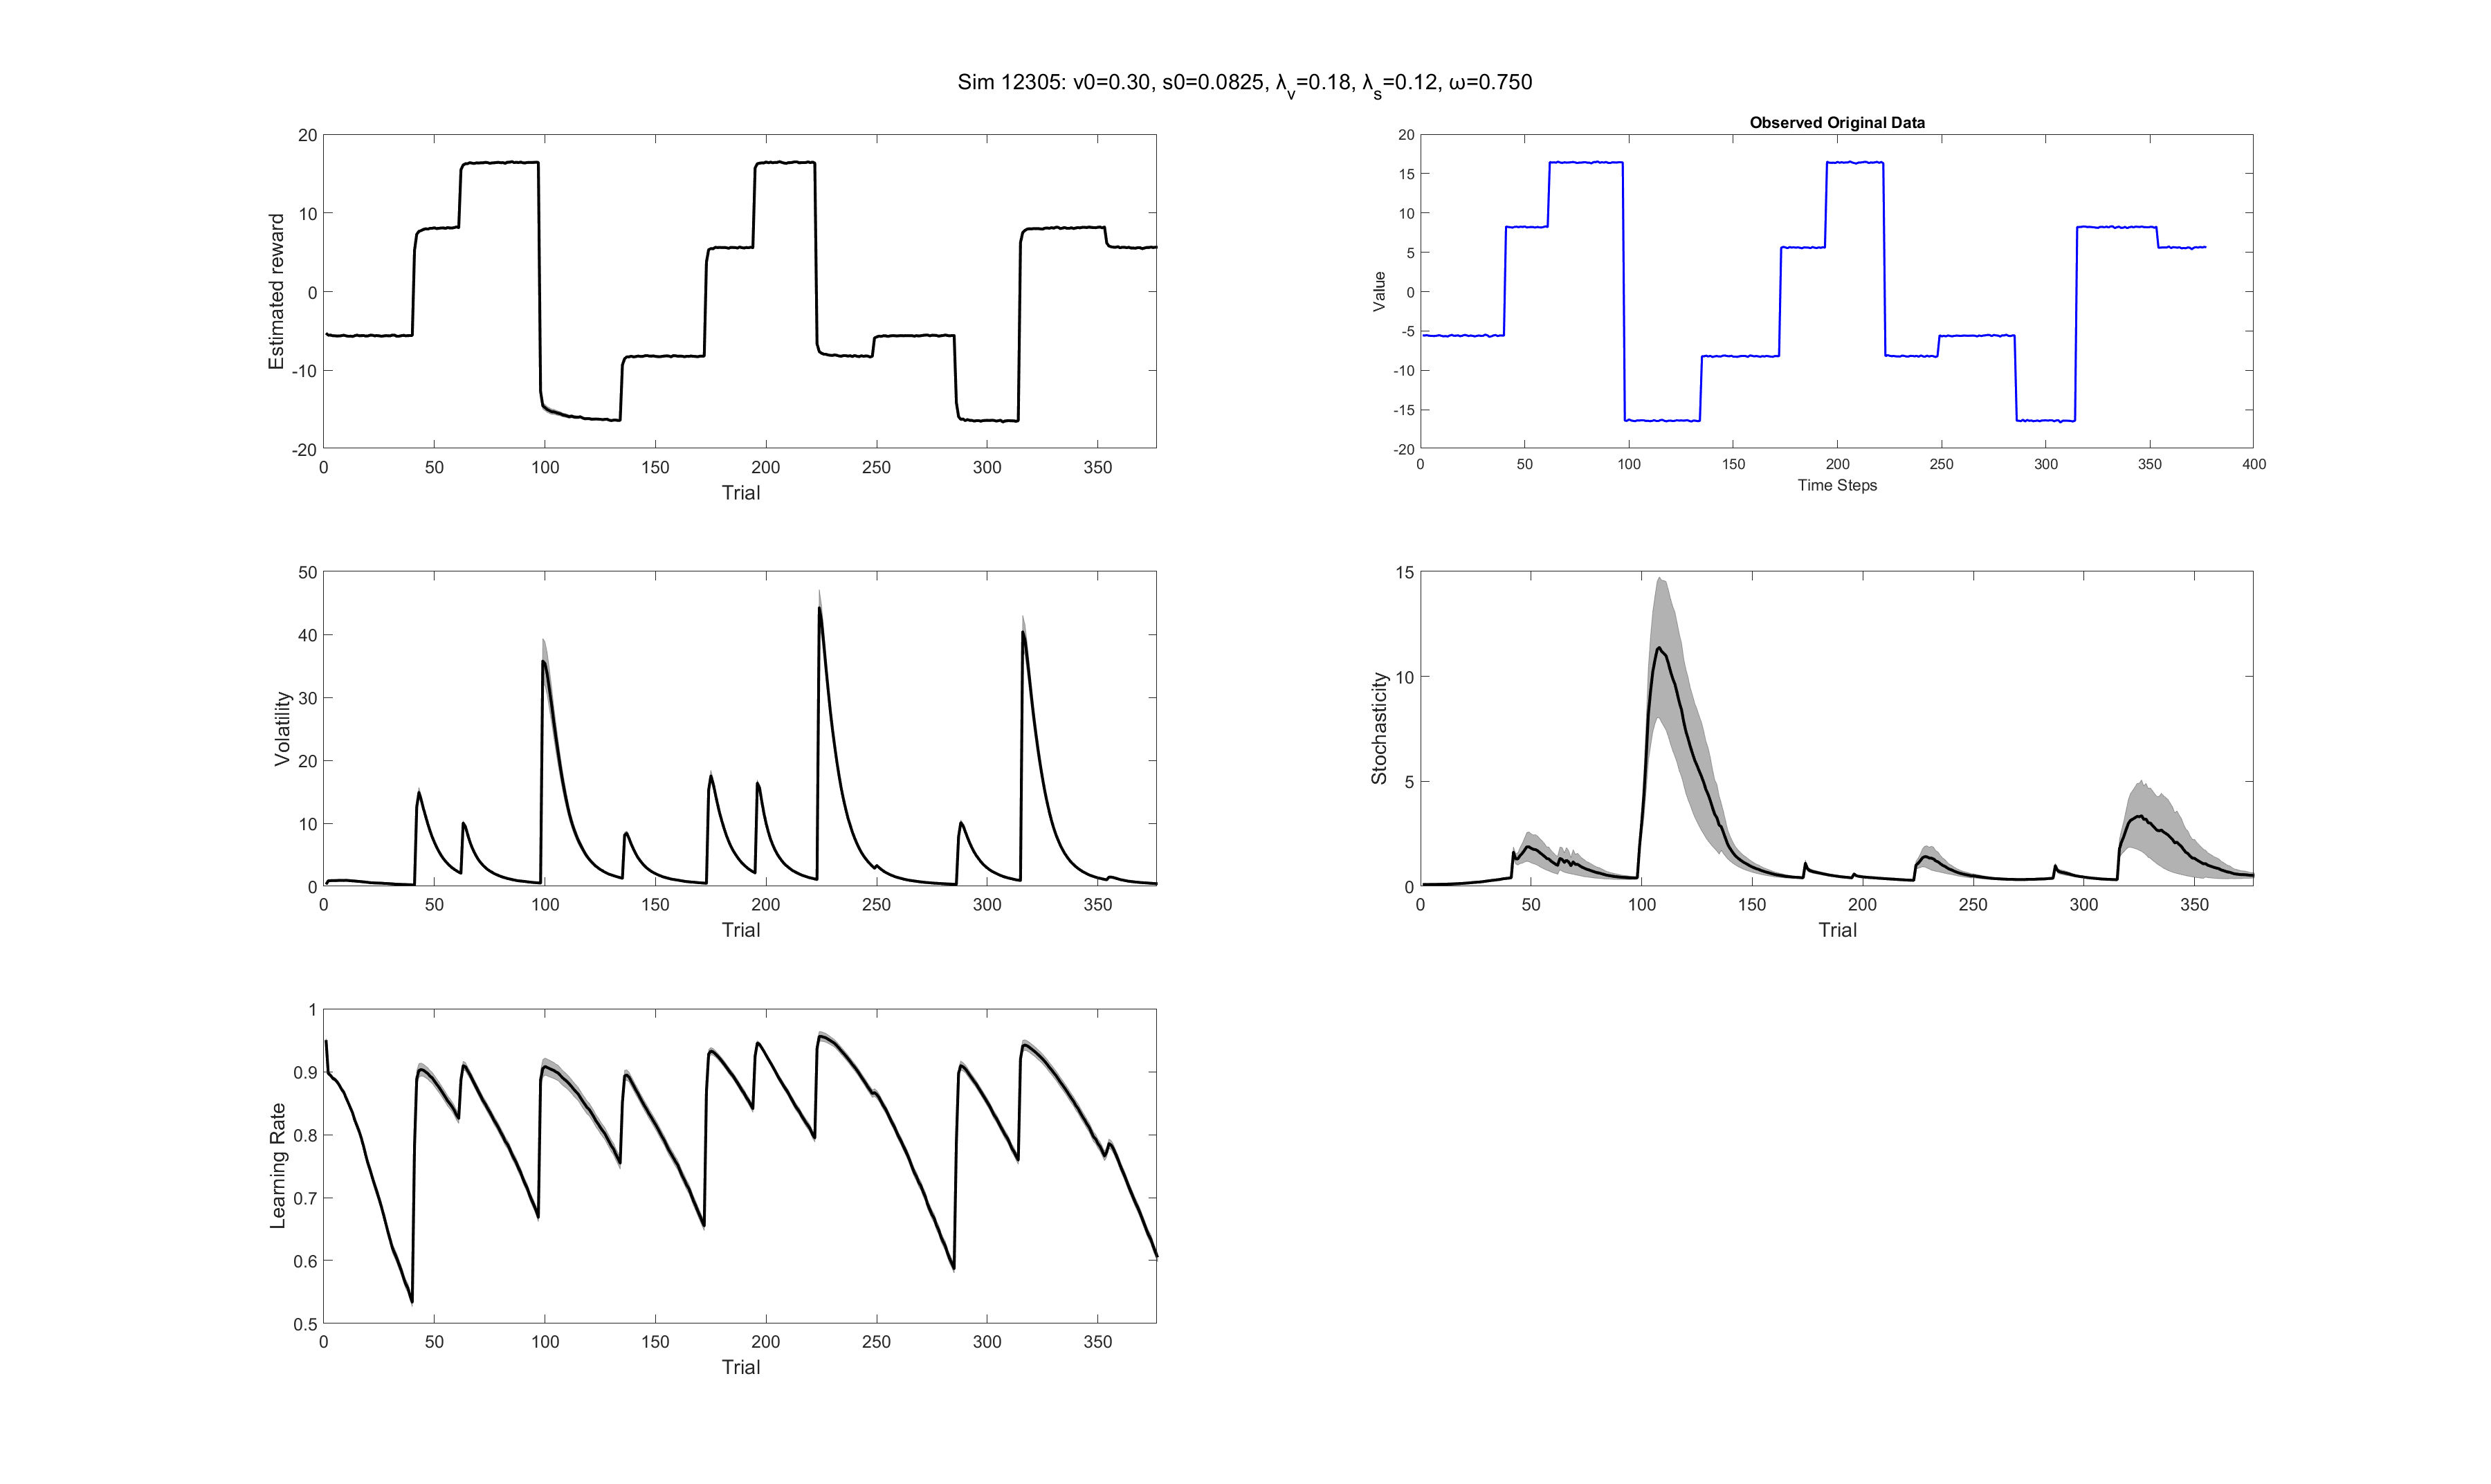 Sim 12305: v0=0.30, s0=0.0825, λ_v=0.18, λ_s=0.12, ω=0.750
20
10
0
-10
-20
Estimated reward
0 50 100 150 200 250 300 350
Trial
Observed Original Data
20
15
10
5
0
-5
-10
-15
-20
Value
0 50 100 150 200 250 300 350 400
Time Steps
50
40
30
20
10
0
Volatility
0 50 100 150 200 250 300 350
Trial
15
10
5
0
Stochasticity
0 50 100 150 200 250 300 350
Trial
1
0.9
0.8
0.7
0.6
0.5
Learning Rate
0 50 100 150 200 250 300 350
Trial